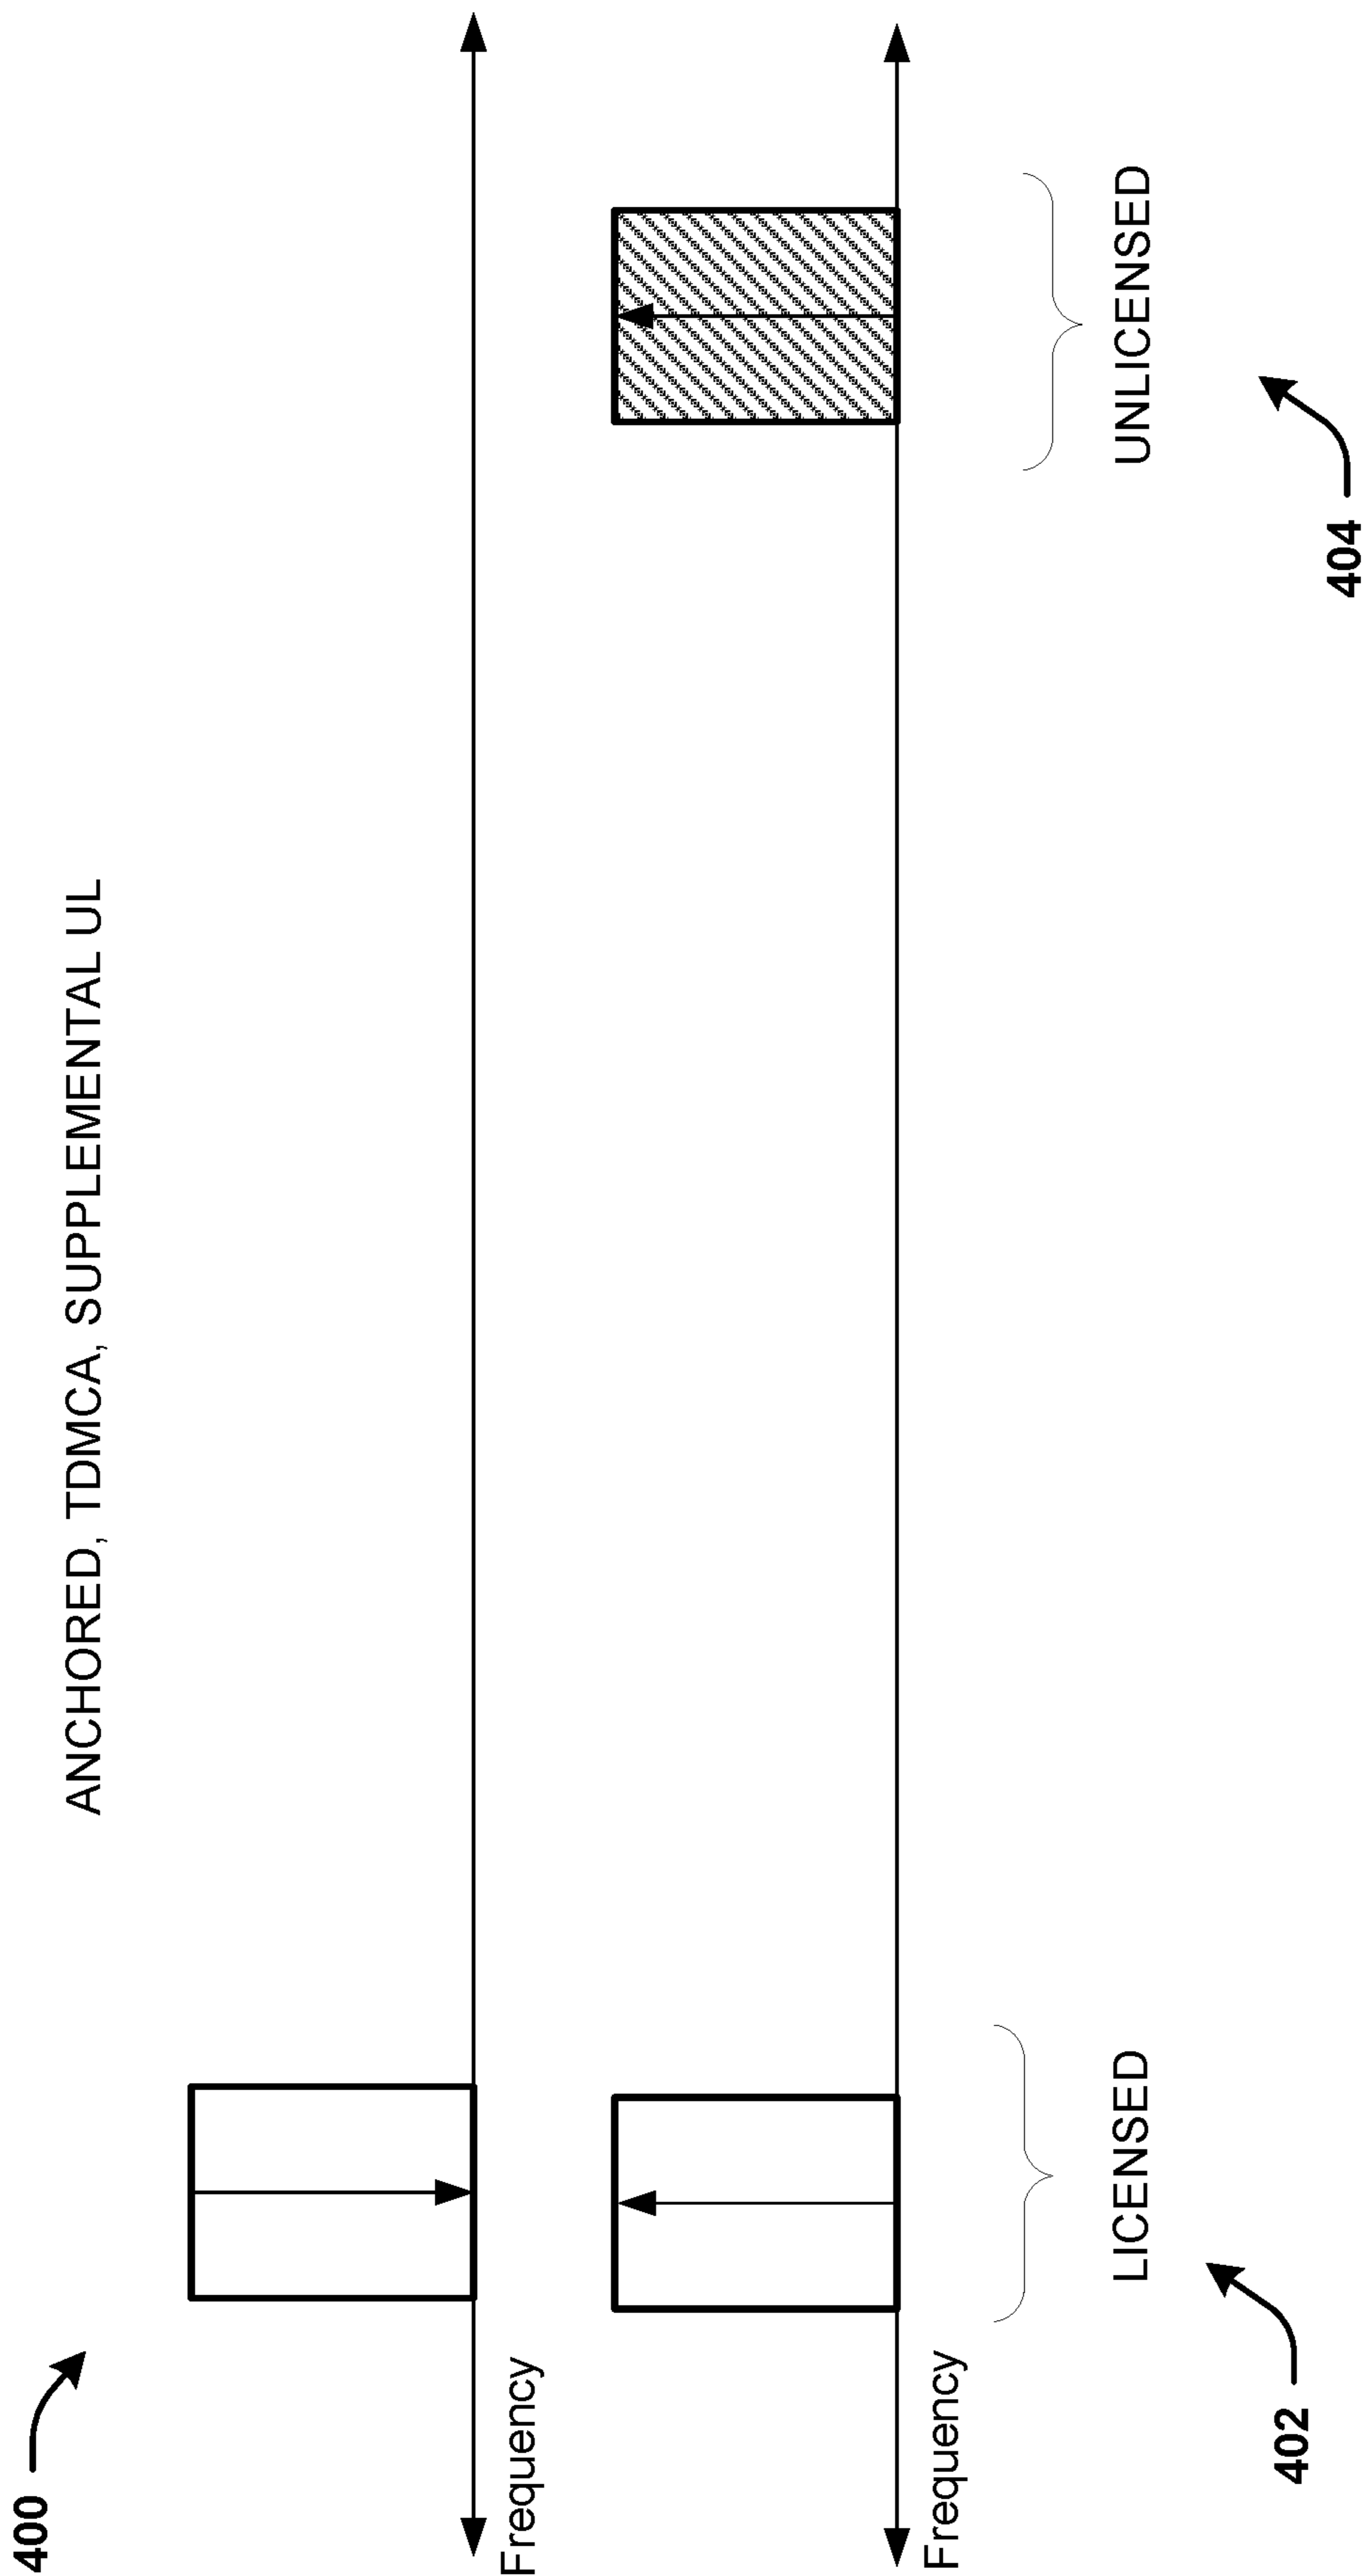 400
ANCHORED, TDMCA, SUPPLEMENTAL UL
Frequency
Frequency
LICENSED
UNLICENSED
402
404